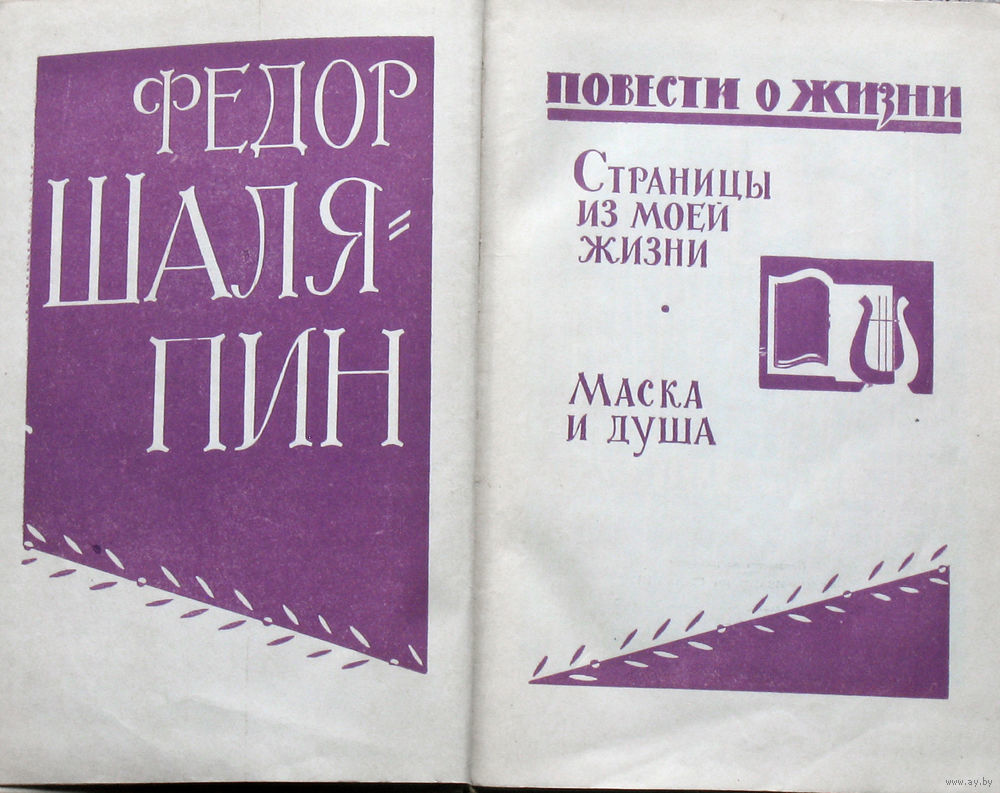 ФЕДОР
ШАЛЯ=
ПИН
ПОВЕСТИ О ЖИЗНИ
СТРАНИЦЫ
ИЗ МОЕЙ
ЖИЗНИ
•
МАСКА
И ДУША
www.ay.by